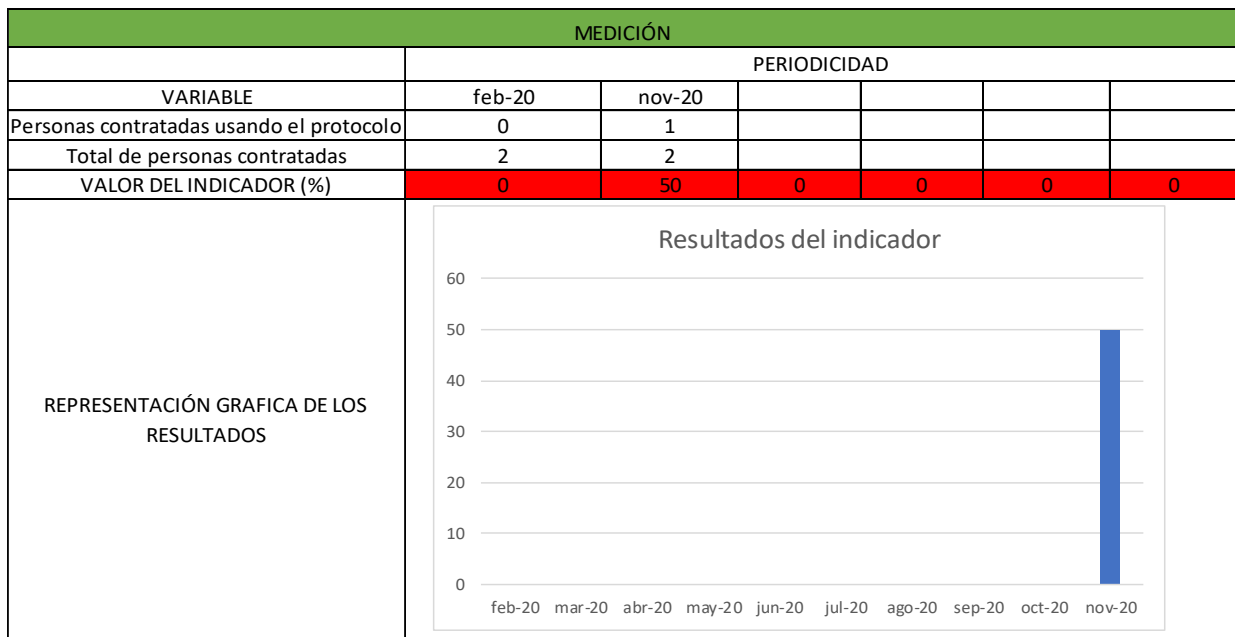 MEDICIÓN
PERIODICIDAD
VARIABLE feb-20 nov-20
Personas contratadas usando el protocolo 0 1
Total de personas contratadas 2 2
VALOR DEL INDICADOR (%) 0 50 0 0 0 0
REPRESENTACIÓN GRAFICA DE LOS
RESULTADOS
Resultados del indicador
60
50
40
30
20
10
0
feb-20 mar-20 abr-20 may-20 jun-20 jul-20 ago-20 sep-20 oct-20 nov-20